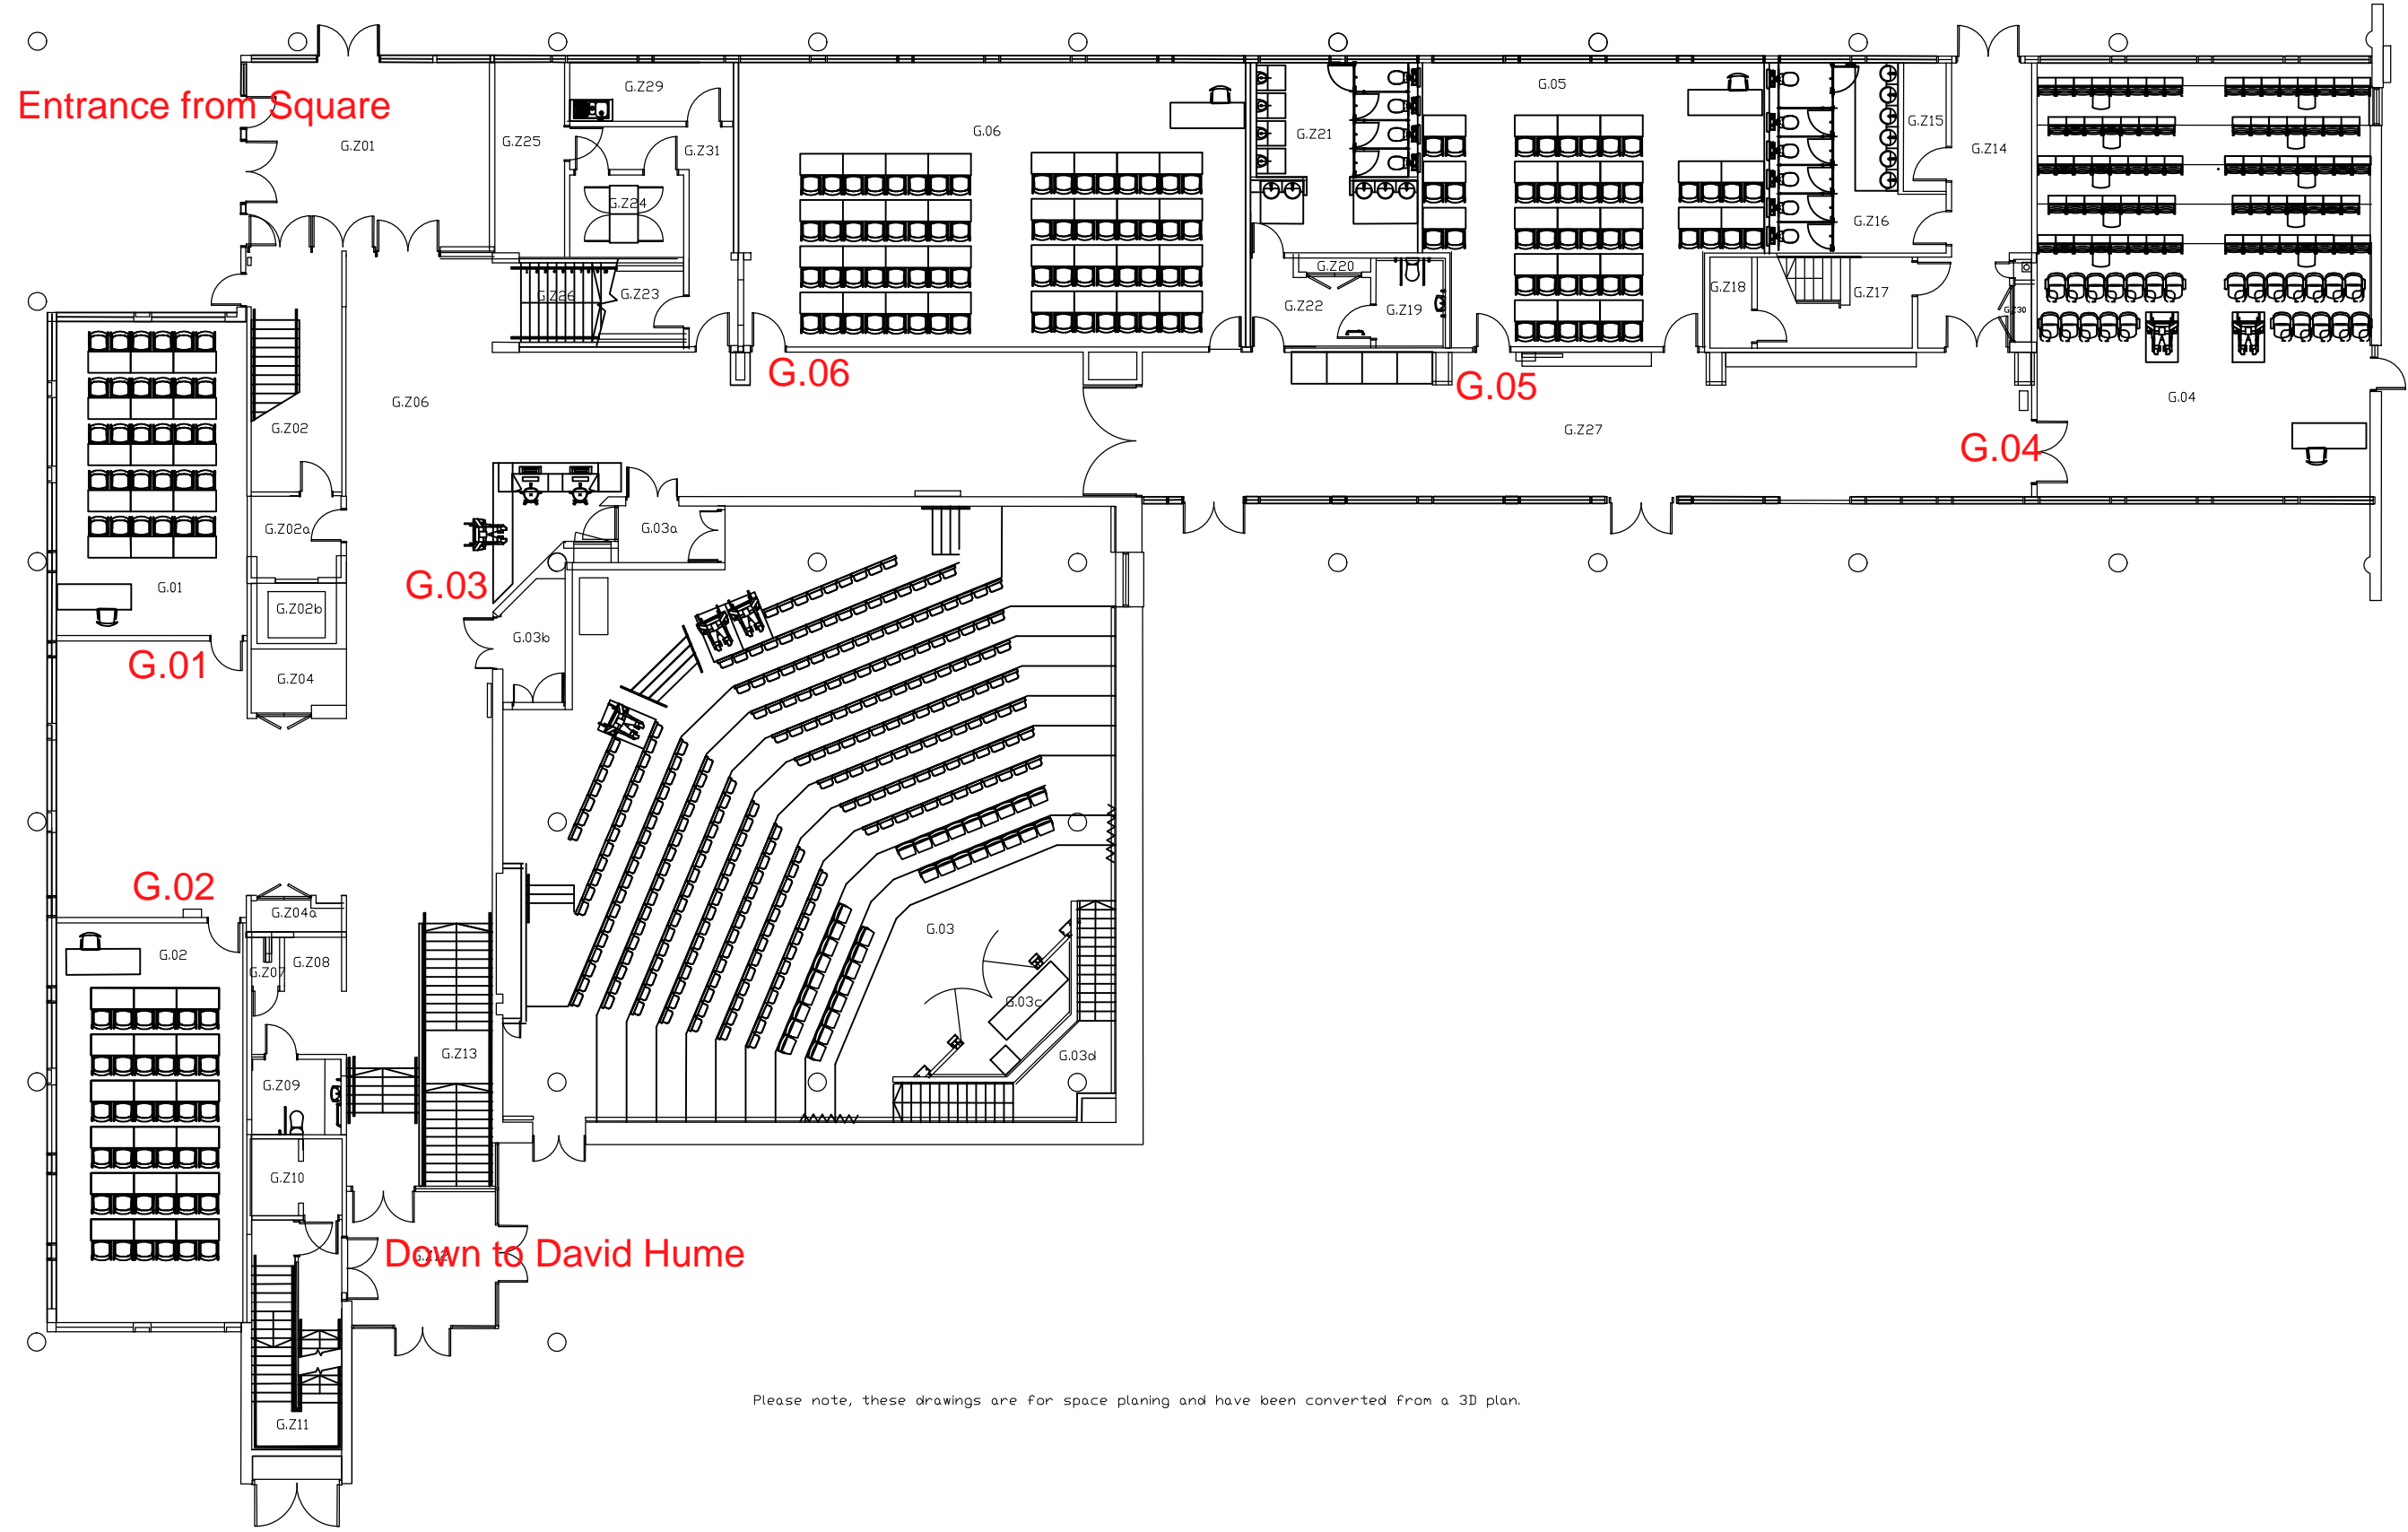 G.Z29
Entrance from Square
G.05
G.06
G.Z21
G.Z15
G.Z01
G.Z25
G.Z31
G.Z14
G.Z24
G.Z16
G.Z20
G.Z26
G.Z23
G.Z18
G.Z17
G.Z22
G.Z19
G.Z30
G.06
G.05
G.Z06
G.04
G.Z02
G.Z27
G.04
G.Z02a
G.03a
G.03
G.01
G.Z02b
G.03b
G.01
G.Z04
G.02
G.Z04a
G.03
G.02
G.Z08
G.Z07
G.03c
G.Z13
G.03d
G.Z09
G.Z10
Down to David Hume
G.Z12
Please note, these drawings are for space planing and have been converted from a 3D plan.
G.Z11